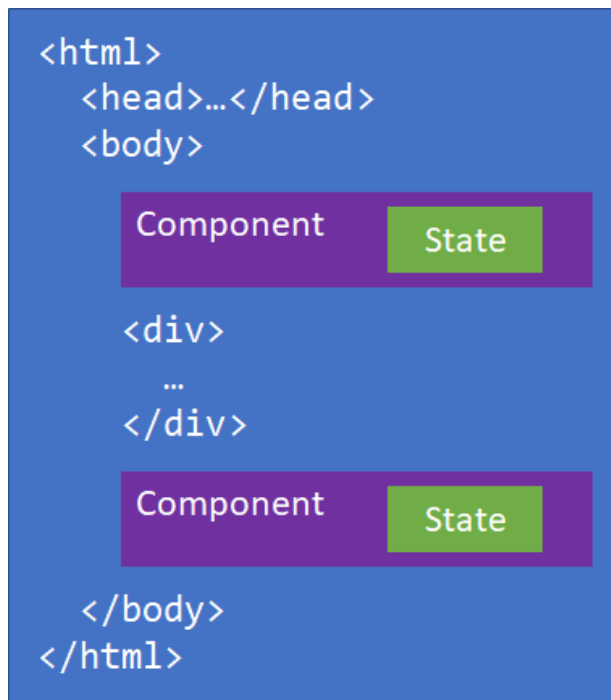 <html>
<head>…</head>
<body>
Component State
<div>
…
</div>
Component State
</body>
</html>